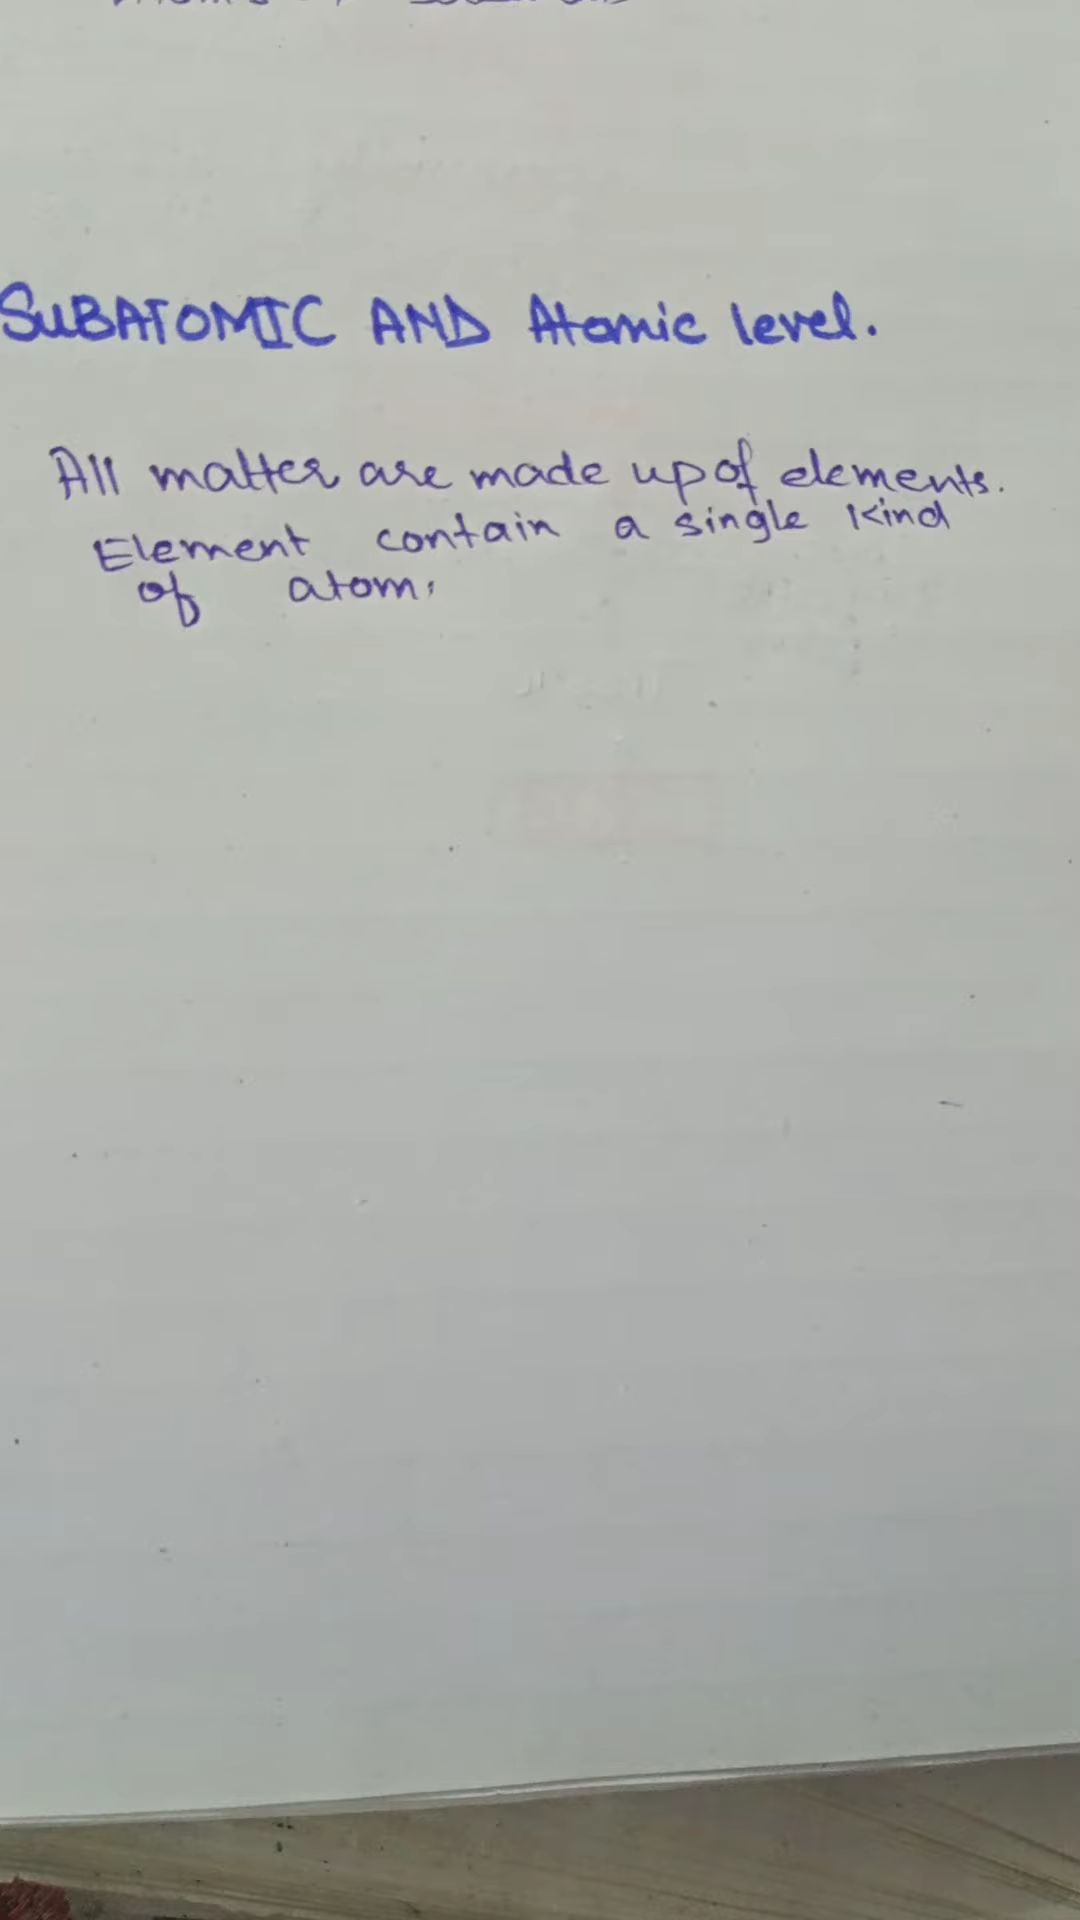 SUBATOMIC AND Atomic level.
All matter are made up of elements.
Element contain a single kind
of atom.